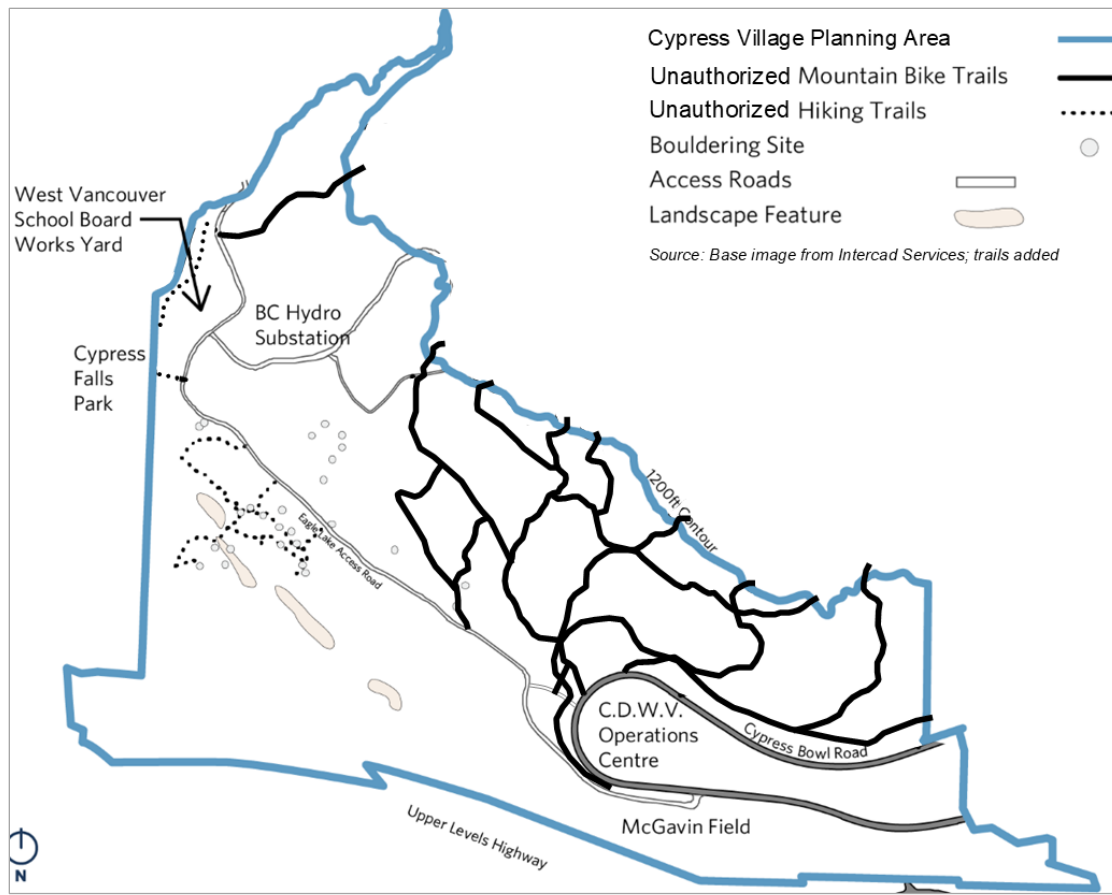 Cypress Village Planning Area
Unauthorized Mountain Bike Trails
Unauthorized Hiking Trails
Bouldering Site
Access Roads
Landscape Feature
Source: Base image from Intercad Services; trails added
West Vancouver
School Board
Works Yard
BC Hydro
Substation
Cypress
Falls
Park
1200ft Contour
Eagle Lake Access Road
C.D.W.V.
Operations
Centre
Cypress Bowl Road
McGavin Field
Upper Levels Highway
N